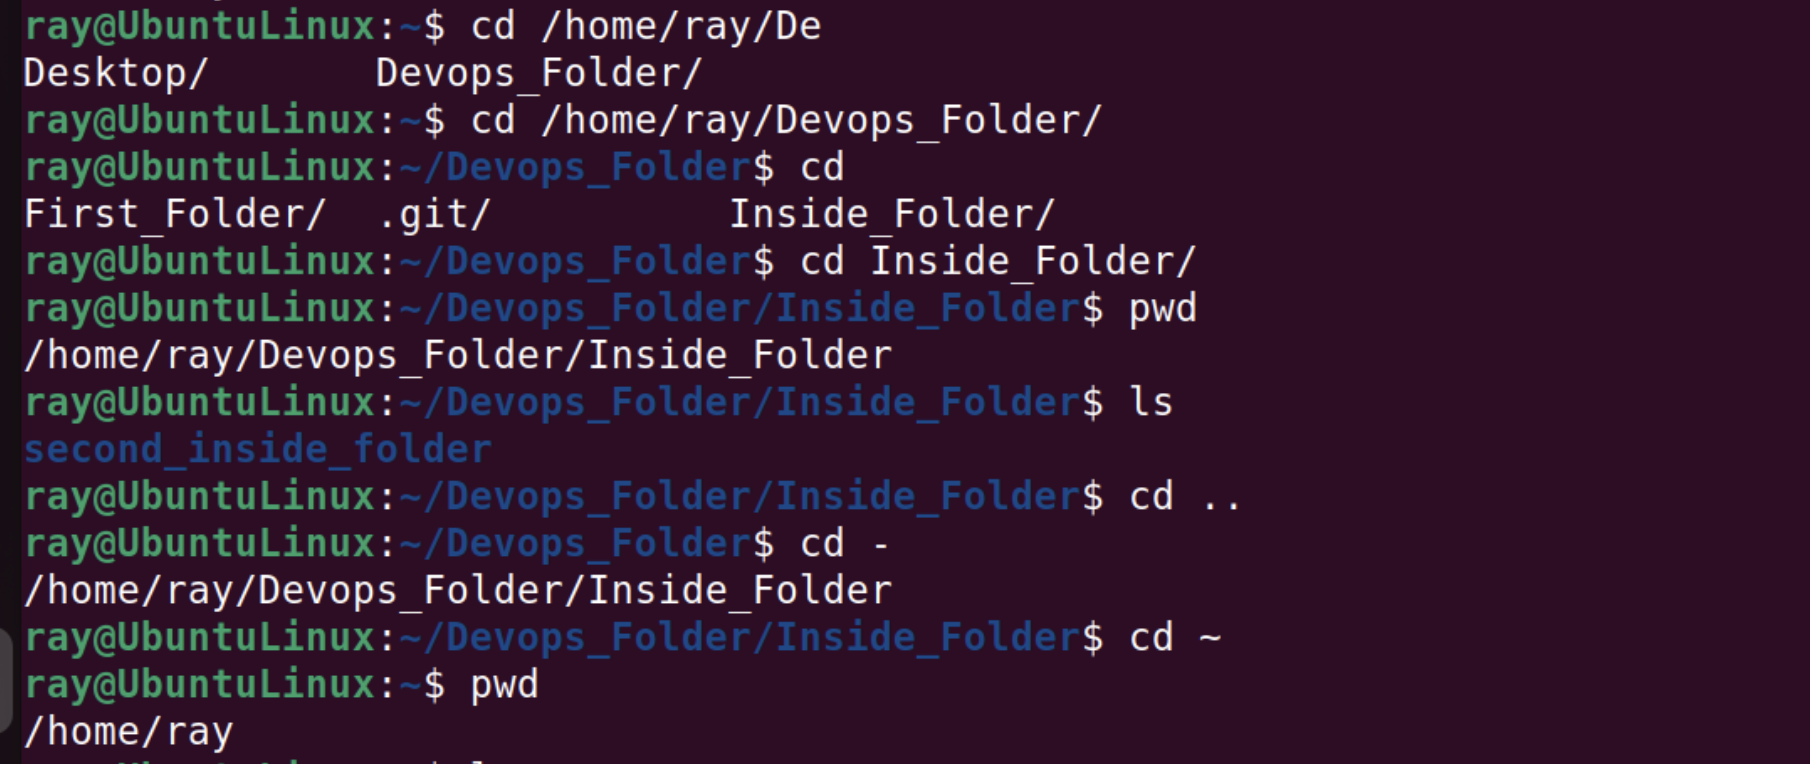 ray@UbuntuLinux:~$ cd /home/ray/De
Desktop/       Devops_Folder/
ray@UbuntuLinux:~$ cd /home/ray/Devops_Folder/
ray@UbuntuLinux:~/Devops_Folder$ cd
First_Folder/  .git/          Inside_Folder/
ray@UbuntuLinux:~/Devops_Folder$ cd Inside_Folder/
ray@UbuntuLinux:~/Devops_Folder/Inside_Folder$ pwd
/home/ray/Devops_Folder/Inside_Folder
ray@UbuntuLinux:~/Devops_Folder/Inside_Folder$ ls
second_inside_folder
ray@UbuntuLinux:~/Devops_Folder/Inside_Folder$ cd ..
ray@UbuntuLinux:~/Devops_Folder$ cd -
/home/ray/Devops_Folder/Inside_Folder
ray@UbuntuLinux:~/Devops_Folder/Inside_Folder$ cd ~
ray@UbuntuLinux:~$ pwd
/home/ray